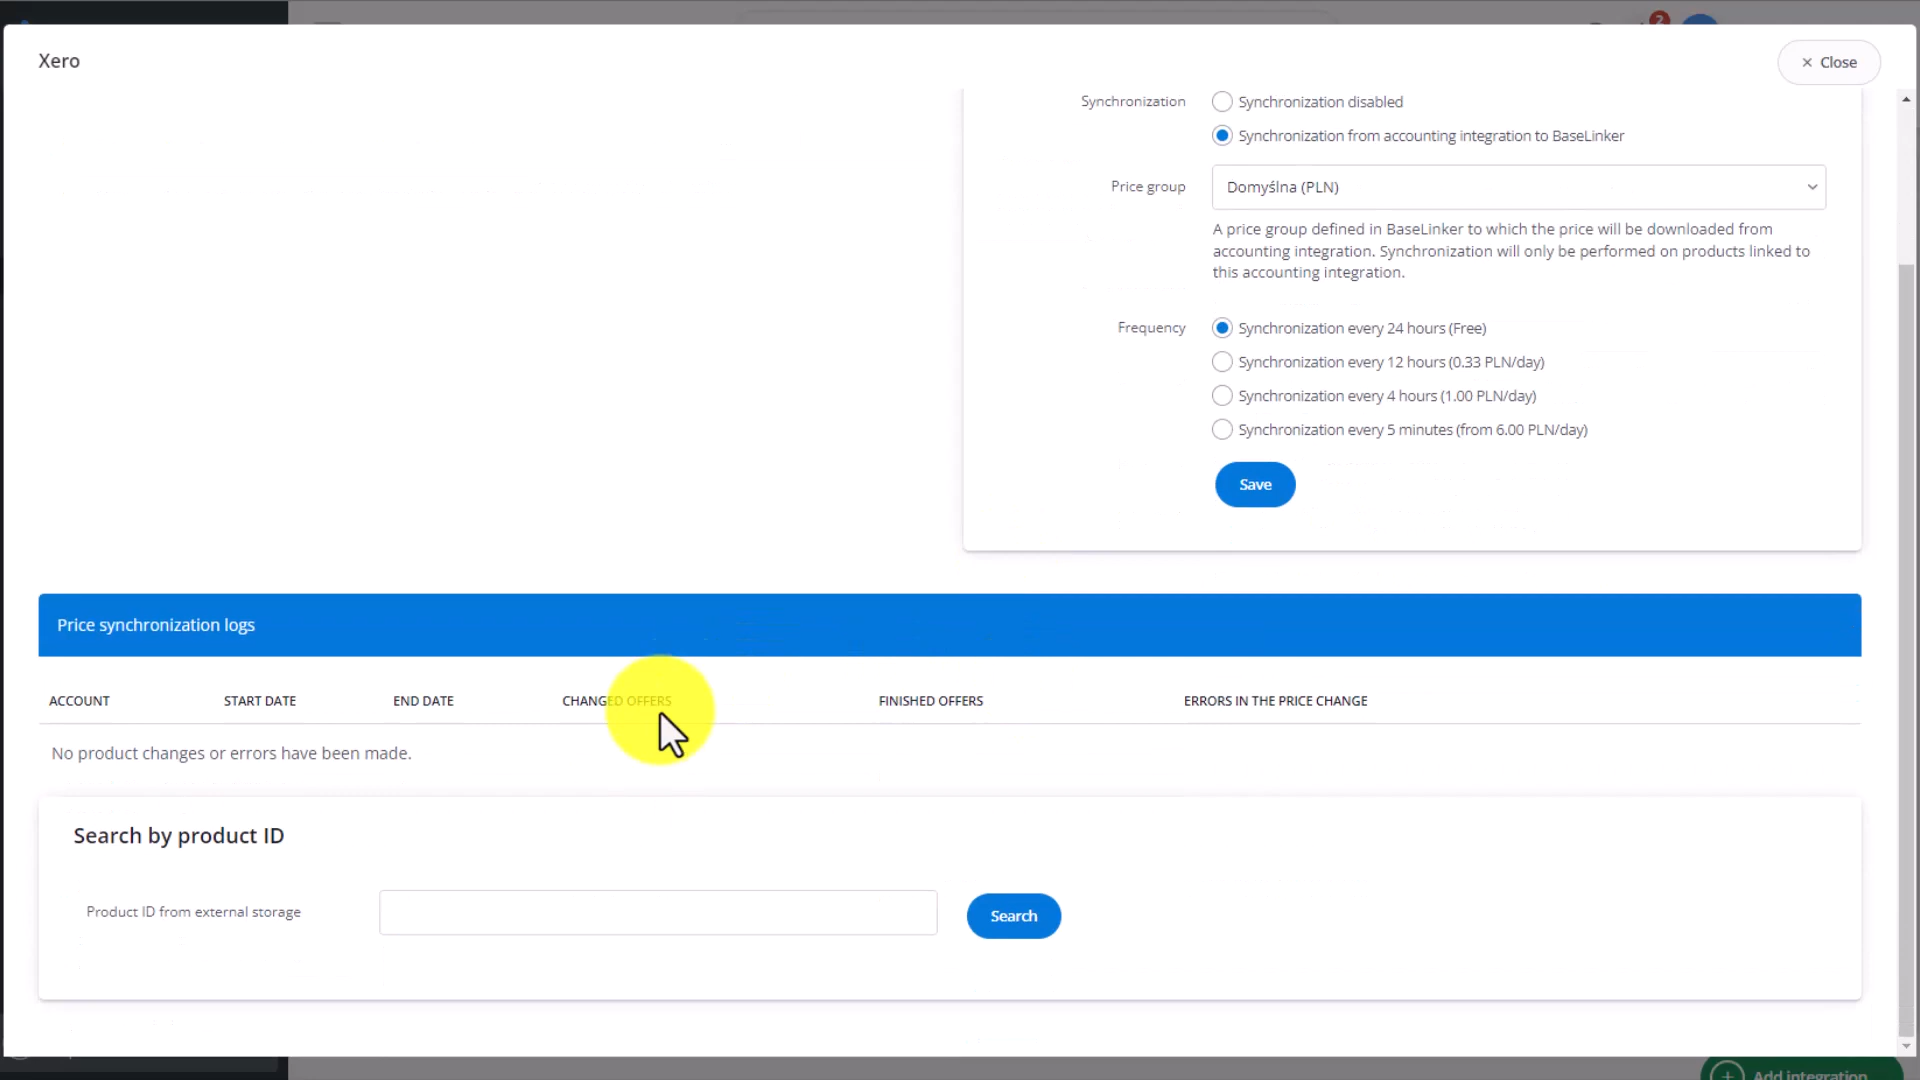 2
Xero
× Close
Synchronization
Synchronization disabled
Synchronization from accounting integration to BaseLinker
Price group
Domyślna (PLN)
A price group defined in BaseLinker to which the price will be downloaded from
accounting integration. Synchronization will only be performed on products linked to
this accounting integration.
Frequency
Synchronization every 24 hours (Free)
Synchronization every 12 hours (0.33 PLN/day)
Synchronization every 4 hours (1.00 PLN/day)
Synchronization every 5 minutes (from 6.00 PLN/day)
Save
Price synchronization logs
ACCOUNT START DATE END DATE CHANGED OFFERS FINISHED OFFERS ERRORS IN THE PRICE CHANGE
No product changes or errors have been made.
Search by product ID
Product ID from external storage
Search
Add integration